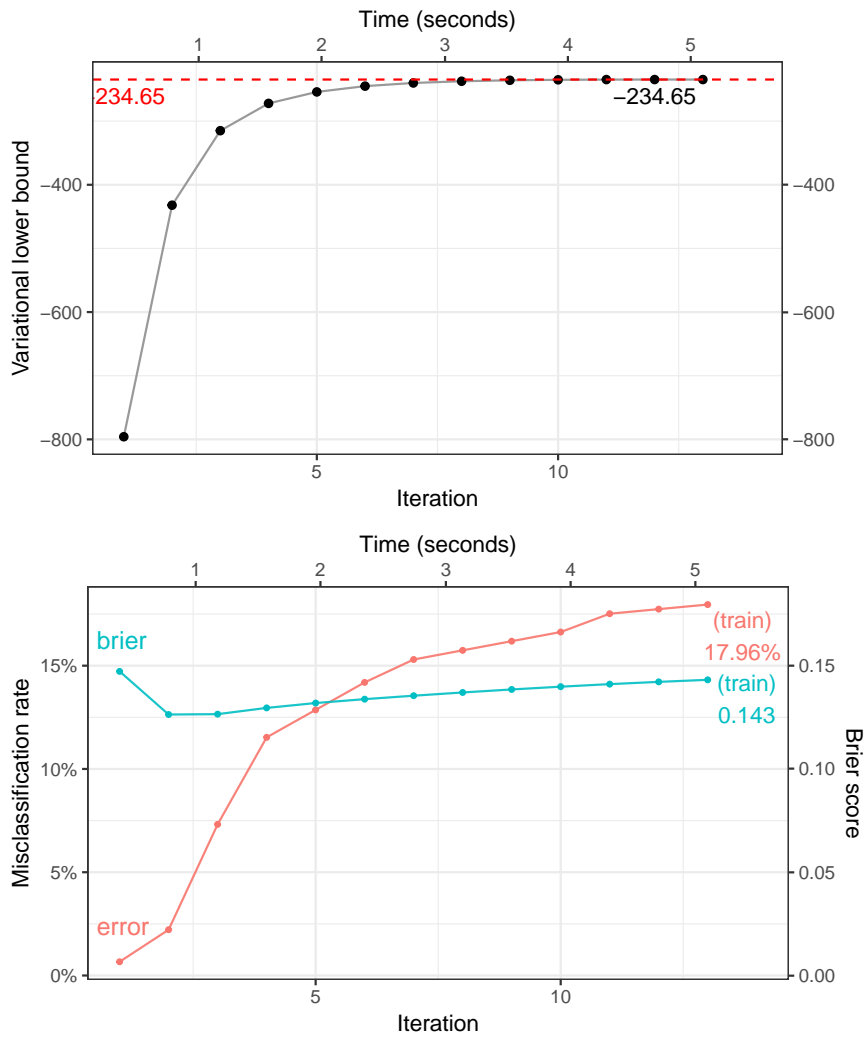 Time (seconds)
1 2 3 4 5
234.65
−234.65
−400 −400
−600 −600
−800 −800
Variational lower bound
5 10
Iteration
Time (seconds)
1 2 3 4 5
brier
(train)
17.96%
15% 0.15
(train)
0.143
10% 0.10
5% 0.05
error
0% 0.00
Misclassification rate
Brier score
5 10
Iteration